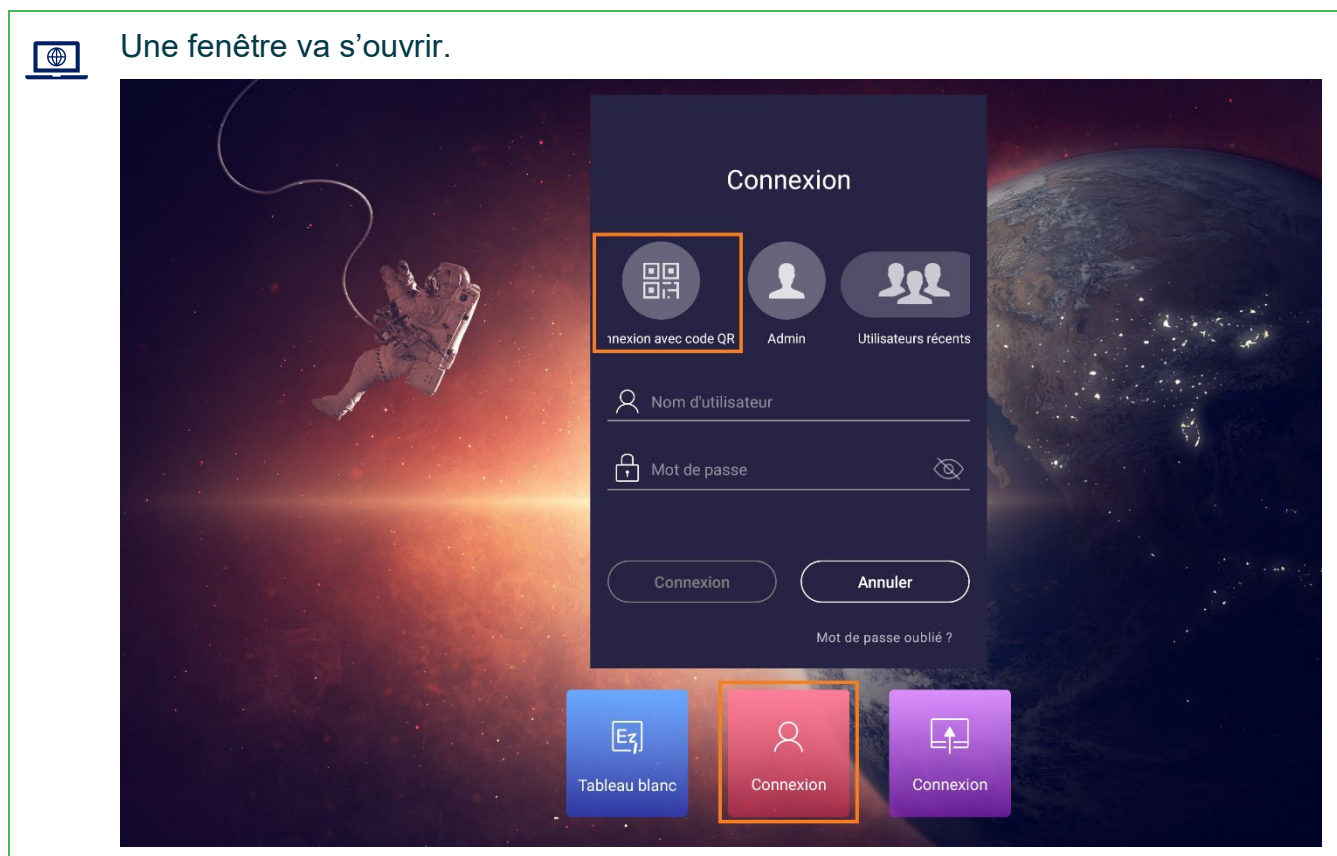 Une fenêtre va s’ouvrir.
Connexion
nnexion avec code QR
Admin
Utilisateurs récents
Nom d'utilisateur
Mot de passe
Connexion
Annuler
Mot de passe oublié ?
Tableau blanc
Connexion
Connexion